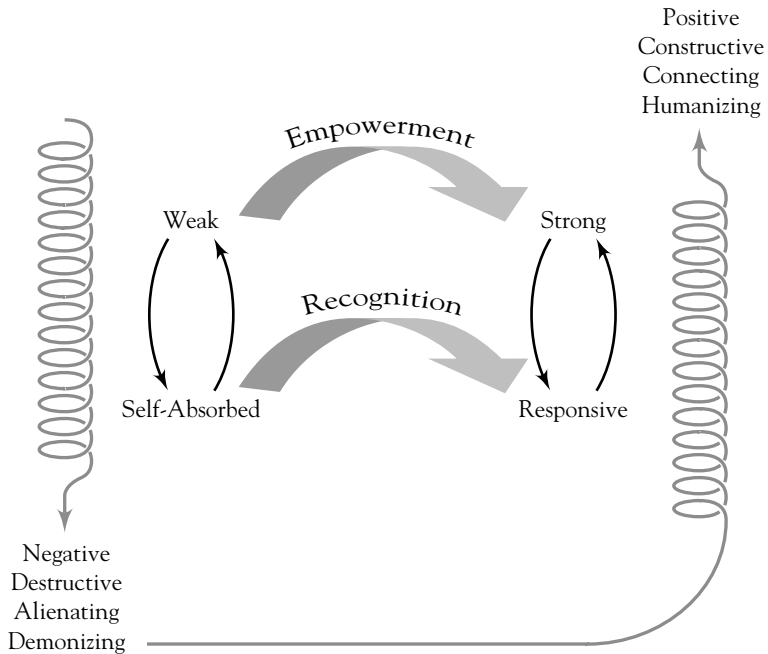 Positive
Constructive
Connecting
Humanizing
Empowerment
Weak
Strong
Recognition
Self-Absorbed
Responsive
Negative
Destructive
Alienating
Demonizing